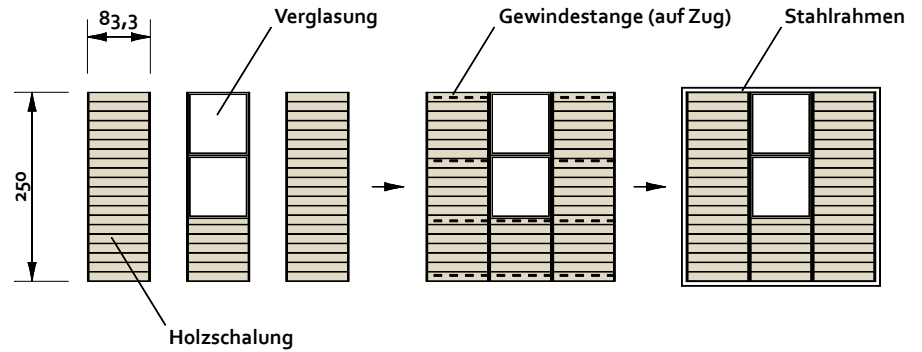 83,3
Verglasung
Gewindestange (auf Zug)
Stahlrahmen
250
Holzschalung